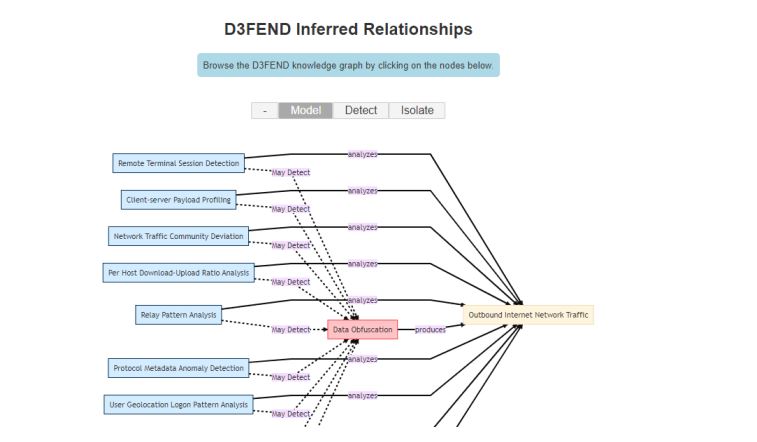 D3FEND Inferred Relationships
Browse the D3FEND knowledge graph by clicking on the nodes below.
- Model Detect Isolate
analyzes
Remote Terminal Session Detection
May Detect
analyzes
Client-server Payload Profiling
May Detect
analyzes
Network Traffic Community Deviation
May Detect
analyzes
Per Host Download-Upload Ratio Analysis
May Detect
analyzes
Relay Pattern Analysis
Outbound Internet Network Traffic
May Detect
Data Obfuscation
produces
analyzes
Protocol Metadata Anomaly Detection
May Detect
analyzes
User Geolocation Logon Pattern Analysis
May Detect